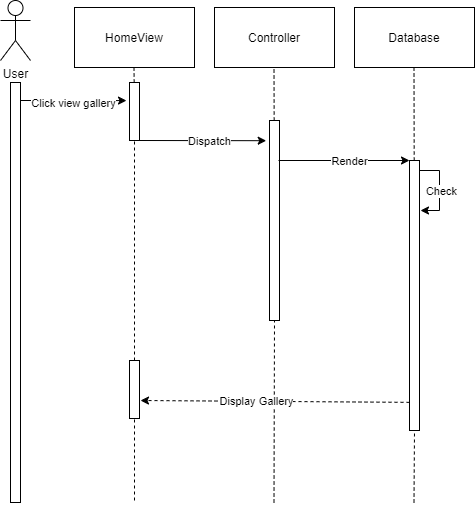 HomeView
Controller
Database
User
Click view gallery
Dispatch
Render
Check
Display Gallery